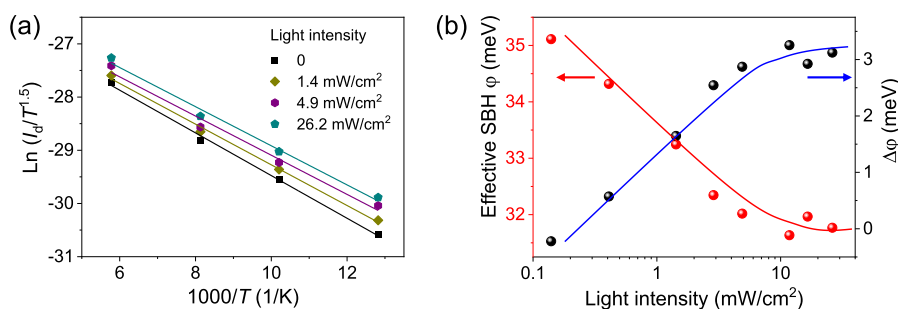 (a)
Ln (I_d/T^1.5)
-27
-28
-29
-30
-31
6
8
10
12
1000/T (1/K)
Light intensity
0
1.4 mW/cm²
4.9 mW/cm²
26.2 mW/cm²
(b)
Effective SBH φ (meV)
35
34
33
32
0.1
1
10
Light intensity (mW/cm²)
3
2
1
0
Δφ (meV)